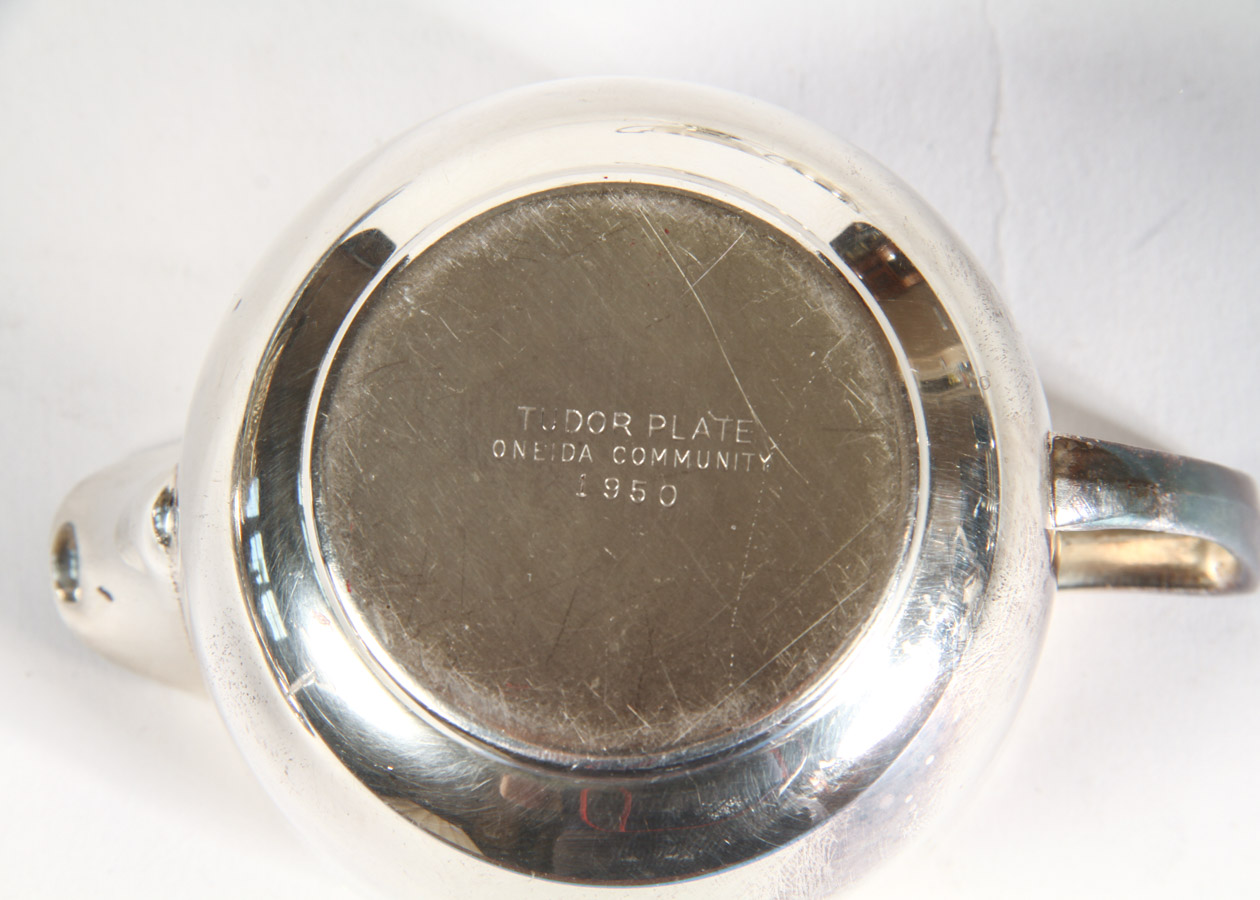 TUDOR PLATE
ONEIDA COMMUNITY
1950